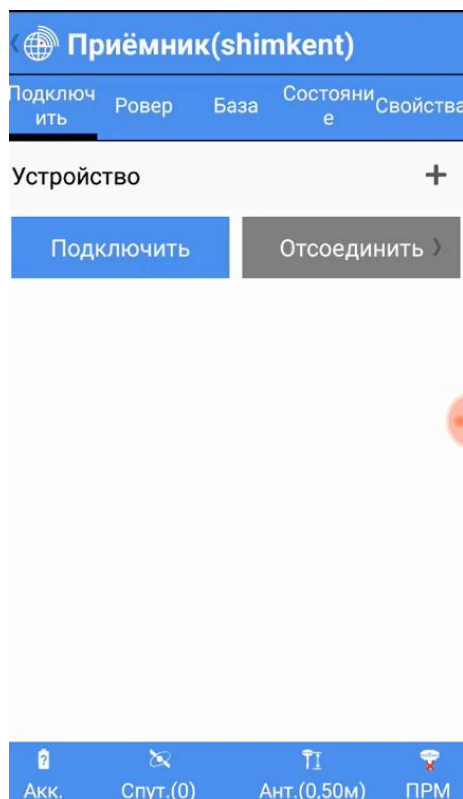 Приёмник(shimkent)
Подключ
ить
Ровер
База
Состояни
е
Свойства
Устройство
Подключить
Отсоединить
Акк.
Спут.(0)
Ант.(0,50м)
ПРМ